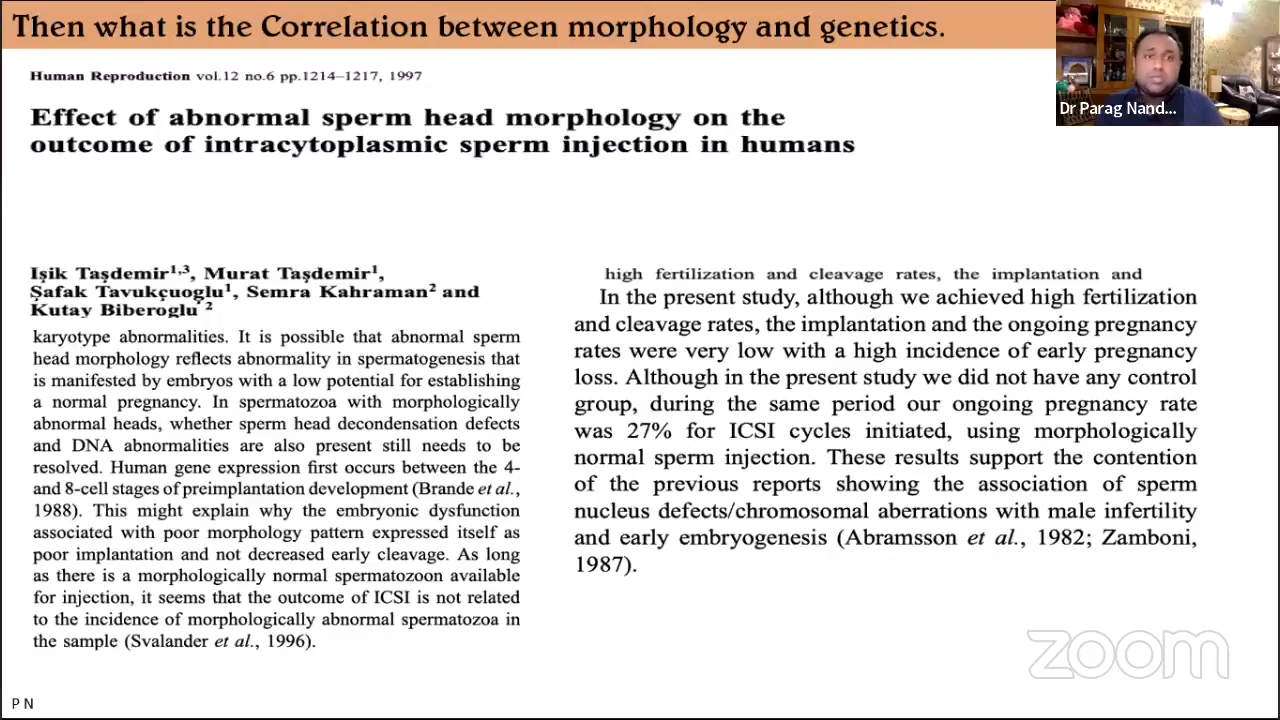 Then what is the Correlation between morphology and genetics.
Dr Parag Nand...
Human Reproduction vol.12 no.6 pp.1214–1217, 1997
Effect of abnormal sperm head morphology on the
outcome of intracytoplasmic sperm injection in humans
Işik Taşdemir1,3, Murat Taşdemir1,
Şafak Tavukçuoglu1, Semra Kahraman2 and
Kutay Biberoglu 2
karyotype abnormalities. It is possible that abnormal sperm
head morphology reflects abnormality in spermatogenesis that
is manifested by embryos with a low potential for establishing
a normal pregnancy. In spermatozoa with morphologically
abnormal heads, whether sperm head decondensation defects
and DNA abnormalities are also present still needs to be
resolved. Human gene expression first occurs between the 4-
and 8-cell stages of preimplantation development (Brande et al.,
1988). This might explain why the embryonic dysfunction
associated with poor morphology pattern expressed itself as
poor implantation and not decreased early cleavage. As long
as there is a morphologically normal spermatozoon available
for injection, it seems that the outcome of ICSI is not related
to the incidence of morphologically abnormal spermatozoa in
the sample (Svalander et al., 1996).
high fertilization and cleavage rates, the implantation and
In the present study, although we achieved high fertilization
and cleavage rates, the implantation and the ongoing pregnancy
rates were very low with a high incidence of early pregnancy
loss. Although in the present study we did not have any control
group, during the same period our ongoing pregnancy rate
was 27% for ICSI cycles initiated, using morphologically
normal sperm injection. These results support the contention
of the previous reports showing the association of sperm
nucleus defects/chromosomal aberrations with male infertility
and early embryogenesis (Abramsson et al., 1982; Zamboni,
1987).
zoom
P N